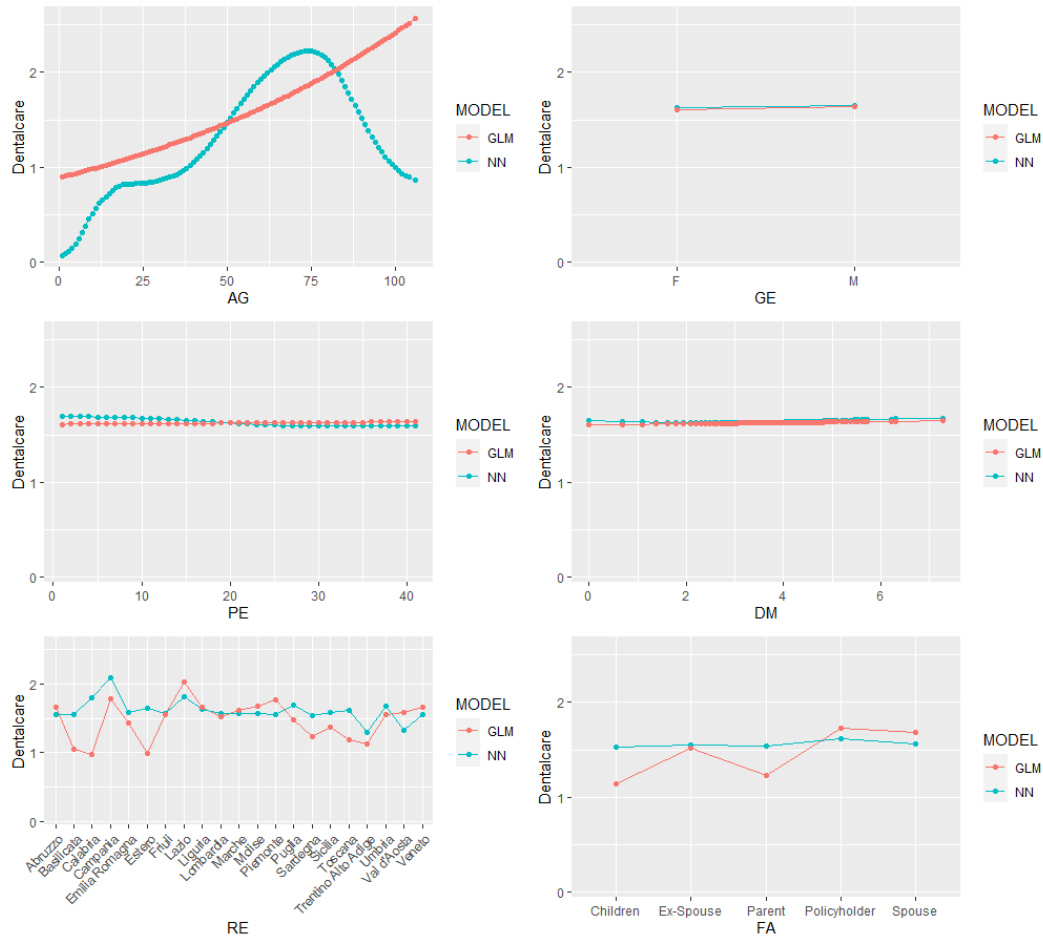 Dentalcare
2
1
0
0
25
50
75
100
AG
MODEL
GLM
NN
Dentalcare
2
1
0
F
M
GE
MODEL
GLM
NN
Dentalcare
2
1
0
0
10
20
30
40
PE
MODEL
GLM
NN
Dentalcare
2
1
0
0
2
4
6
DM
MODEL
GLM
NN
Dentalcare
2
1
0
Abruzzo
Basilicata
Calabria
Campania
Emilia Romagna
Estero
Friuli
Lazio
Liguria
Lombardia
Marche
Molise
Piemonte
Puglia
Sardegna
Sicilia
Toscana
Trentino Alto Adige
Umbria
Val d'Aosta
Veneto
RE
MODEL
GLM
NN
Dentalcare
2
1
0
Children
Ex-Spouse
Parent
Policyholder
Spouse
FA
MODEL
GLM
NN